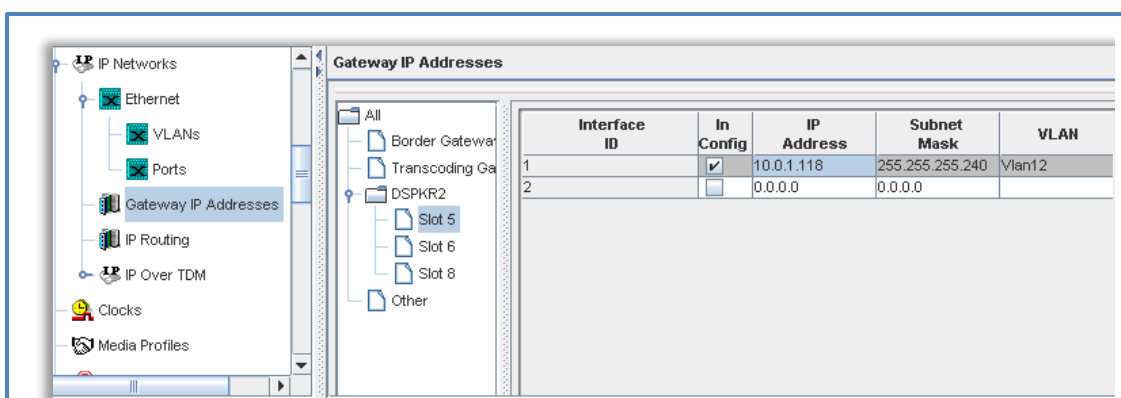 IP Networks
Ethernet
VLANs
Ports
Gateway IP Addresses
IP Routing
IP Over TDM
Clocks
Media Profiles
Gateway IP Addresses
All
Border Gateway
Transcoding Ga
DSPKR2
Slot 5
Slot 6
Slot 8
Other
Interface ID In Config IP Address Subnet Mask VLAN
1 10.0.1.118 255.255.255.240 Vlan12
2 0.0.0.0 0.0.0.0